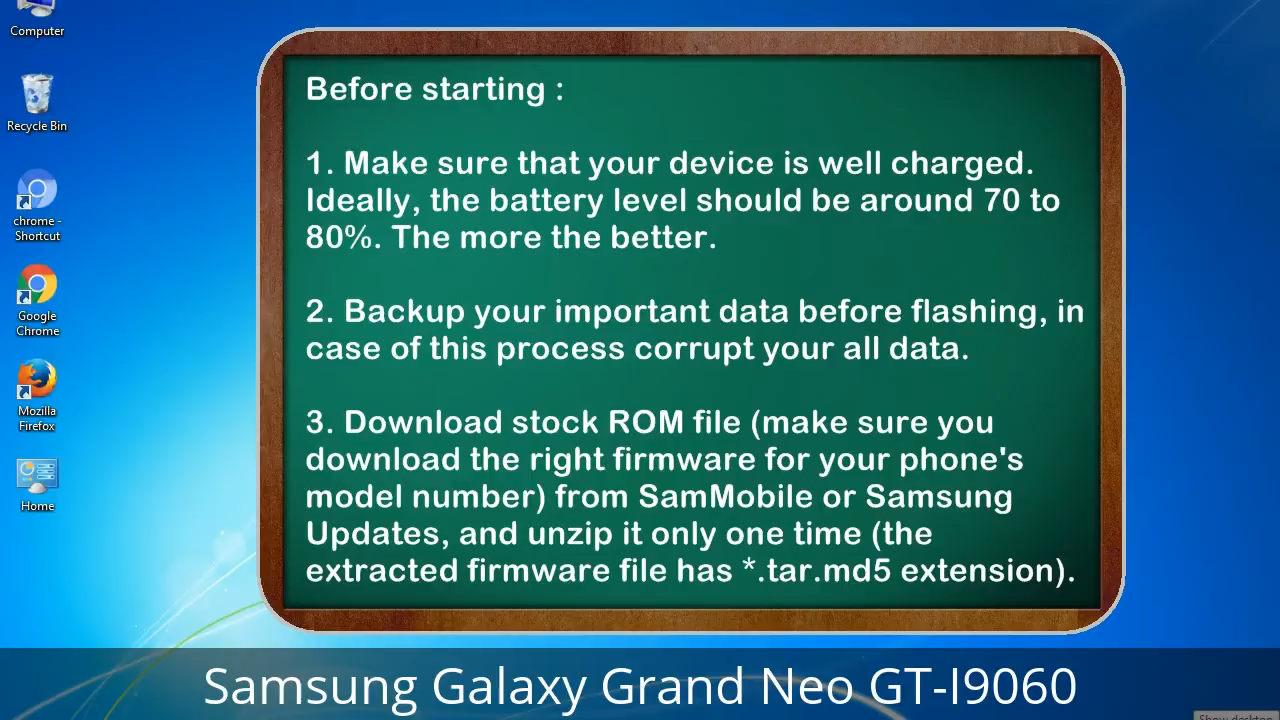 Computer
Recycle Bin
chrome -
Shortcut
Google
Chrome
Mozilla
Firefox
Home
Before starting :
1. Make sure that your device is well charged.
Ideally, the battery level should be around 70 to
80%. The more the better.
2. Backup your important data before flashing, in
case of this process corrupt your all data.
3. Download stock ROM file (make sure you
download the right firmware for your phone's
model number) from SamMobile or Samsung
Updates, and unzip it only one time (the
extracted firmware file has *.tar.md5 extension).
Samsung Galaxy Grand Neo GT-I9060
Show desktop